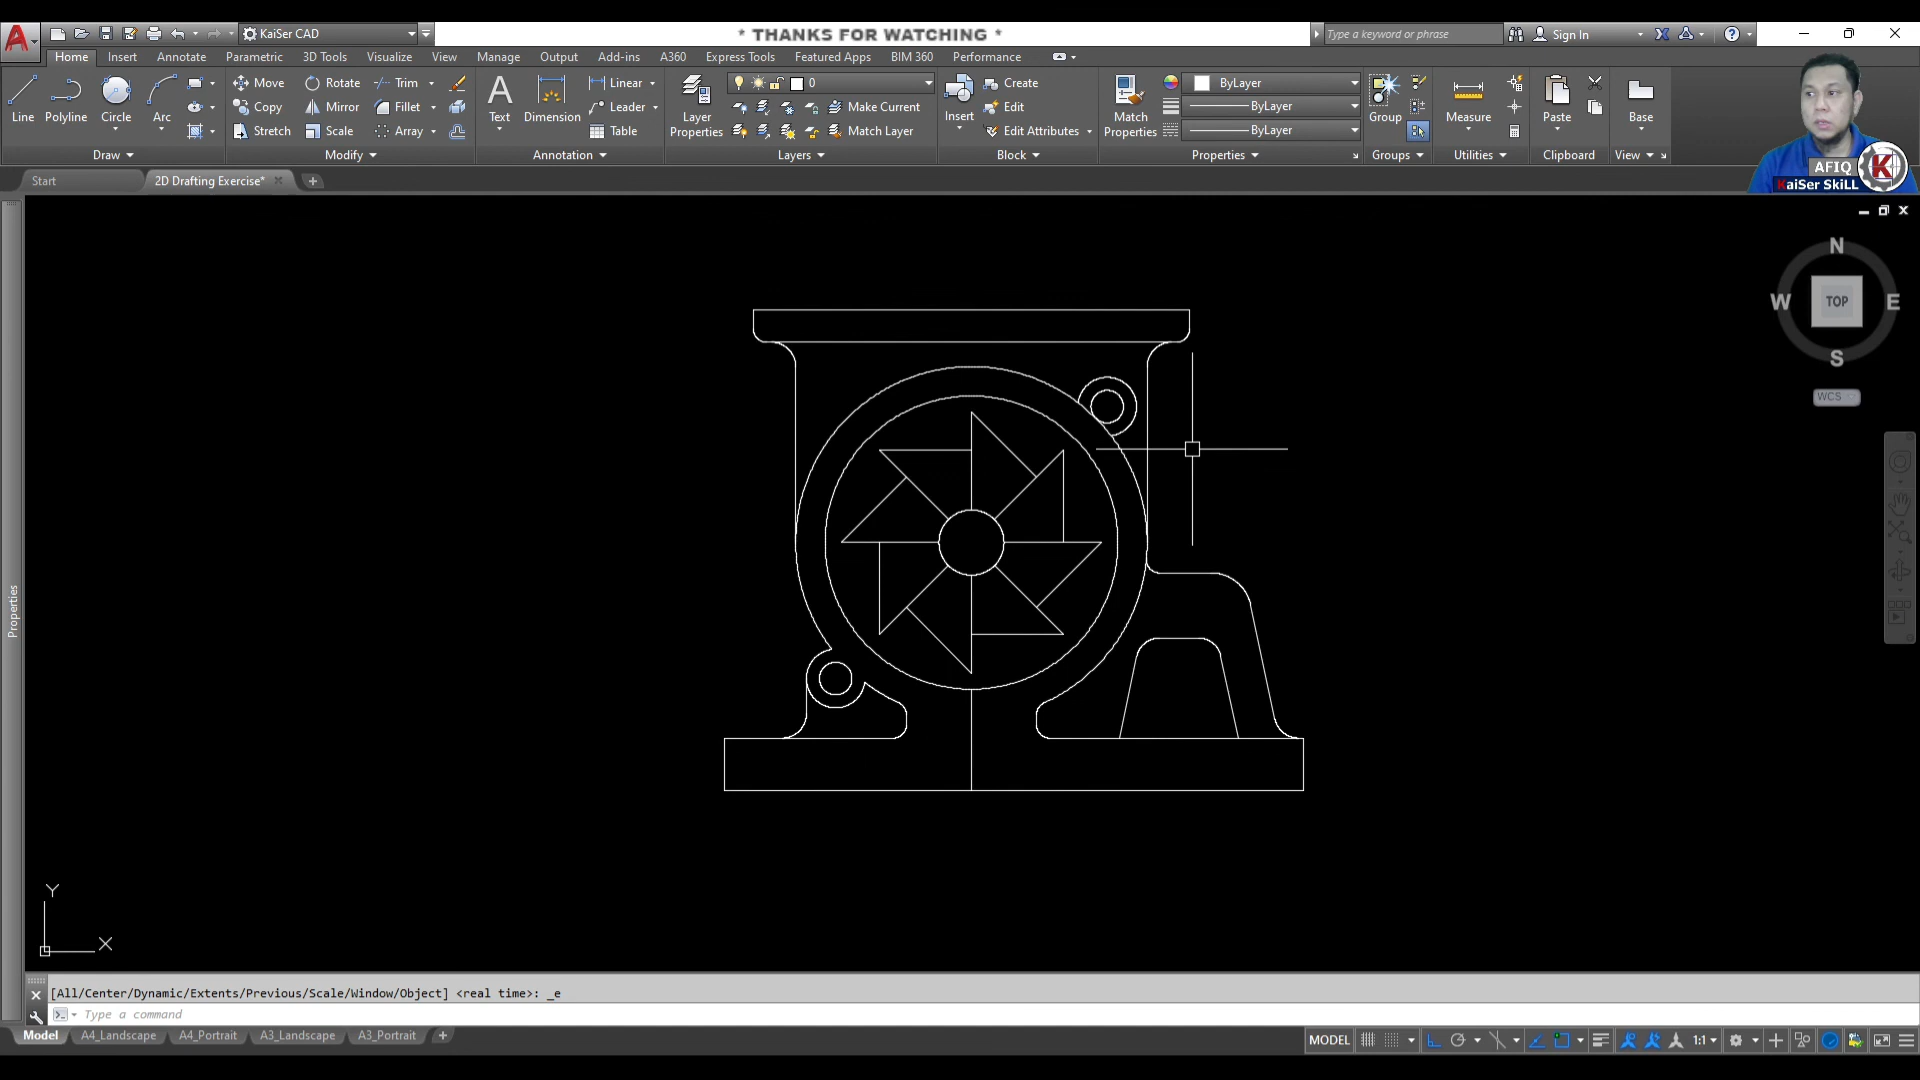 KaiSer CAD
* THANKS FOR WATCHING *
Type a keyword or phrase
Sign In
Home Insert Annotate Parametric 3D Tools Visualize View Manage Output Add-ins A360 Express Tools Featured Apps BIM 360 Performance
Line Polyline Circle Arc
Draw
Move Rotate Trim
Copy Mirror Fillet
Stretch Scale Array
Modify
Text Dimension
Linear
Leader
Table
Annotation
Layer Properties
0
Make Current
Match Layer
Layers
Insert
Create
Edit
Edit Attributes
Block
Match Properties
ByLayer
ByLayer
ByLayer
Properties
Group
Groups
Measure
Utilities
Paste
Clipboard
Base
View
AFIQ
KaiSer SkiLL
K
Start 2D Drafting Exercise*
N
W TOP E
S
WCS
Properties
Y
X
[All/Center/Dynamic/Extents/Previous/Scale/Window/Object] <real time>: _e
Type a command
Model A4_Landscape A4_Portrait A3_Landscape A3_Portrait
MODEL 1:1